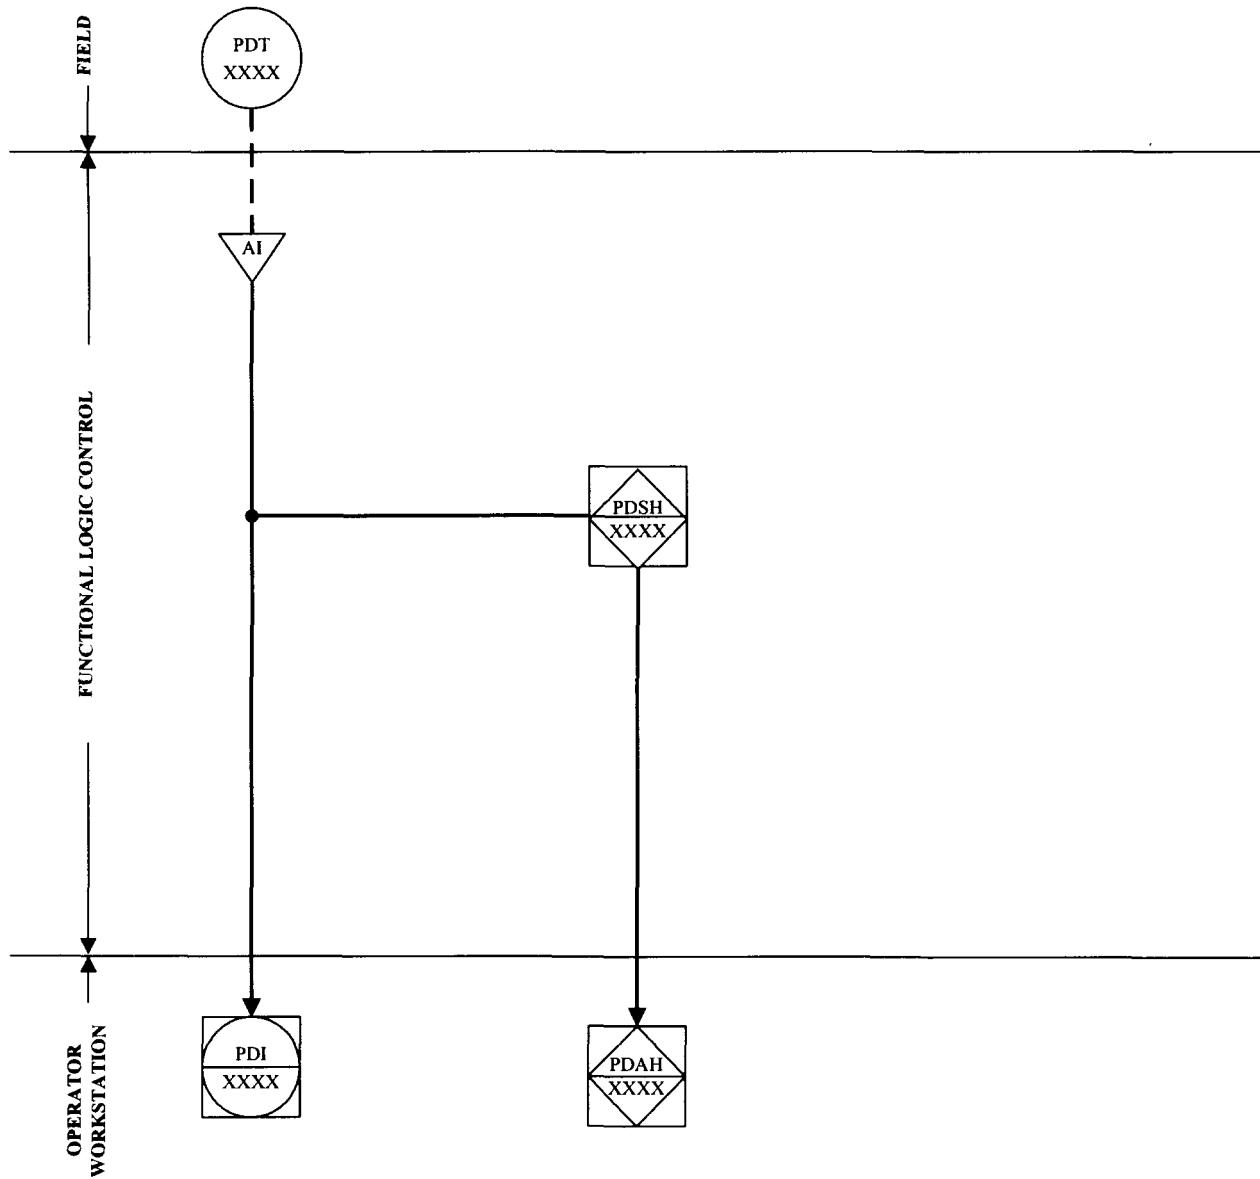 FIELD
PDT
XXXX
AI
FUNCTIONAL LOGIC CONTROL
PDSH
XXXX
OPERATOR
WORKSTATION
PDI
XXXX
PDAH
XXXX